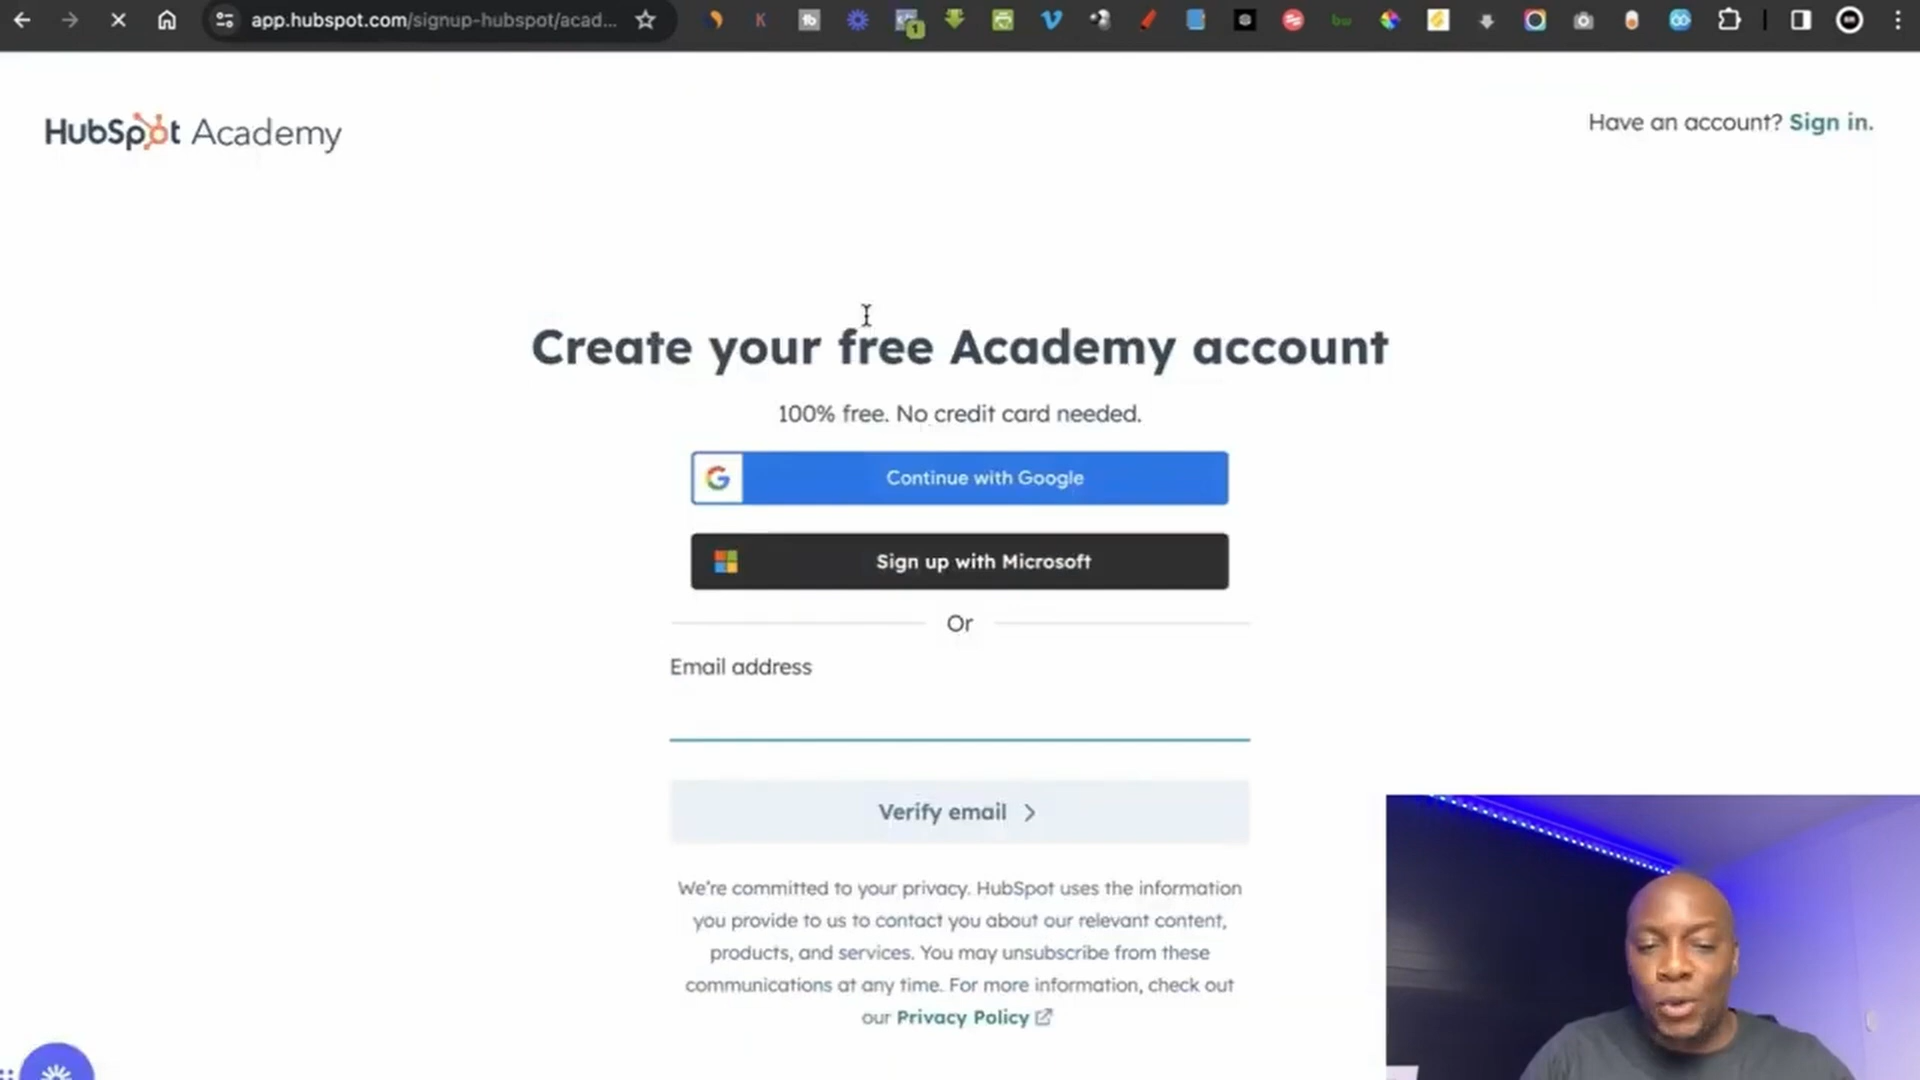 app.hubspot.com/signup-hubspot/acad...
HubSpot Academy
Have an account? Sign in.
Create your free Academy account
100% free. No credit card needed.
Continue with Google
Sign up with Microsoft
Or
Email address
Verify email
We're committed to your privacy. HubSpot uses the information
you provide to us to contact you about our relevant content,
products, and services. You may unsubscribe from these
communications at any time. For more information, check out
our Privacy Policy